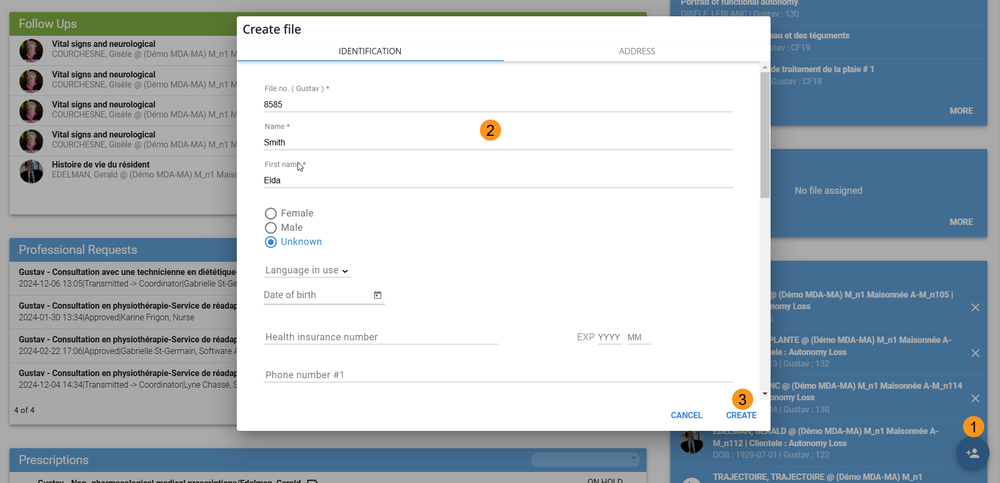 Follow Ups
Vital signs and neurological
COURCHESNE, Gisèle @ (Démo MDA-MA) M_n1 M
Vital signs and neurological
COURCHESNE, Gisèle @ (Démo MDA-MA) M_n1 M
Vital signs and neurological
COURCHESNE, Gisèle @ (Démo MDA-MA) M_n1 M
Vital signs and neurological
COURCHESNE, Gisèle @ (Démo MDA-MA) M_n1 M
Histoire de vie du résident
EDELMAN, Gerald @ (Démo MDA-MA) M_n1 Maiso
Professional Requests
Gustav - Consultation avec une technicienne en diététique-
2024-12-06 13:05|Transmitted -> Coordinator|Gabrielle St-Ge
Gustav - Consultation en physiothérapie-Service de réadap
2024-01-30 13:34|Approved|Karine Frigon, Nurse
Gustav - Consultation en physiothérapie-Service de réadap
2024-02-22 17:06|Approved|Gabrielle St-Germain, Software A
Gustav - Consultation en physiothérapie-Service de réadap
2024-12-04 14:34|Transmitted -> Coordinator|Lyne Chassé, S
4 of 4
Prescriptions
Gustav - Non- pharmacological medical prescriptions/Edelman, Gerald
ON HOLD
Create file
IDENTIFICATION
ADDRESS
File no. ( Gustav ) *
8585
Name *
2
Smith
First name *
Elda
Female
Male
Unknown
Language in use
Date of birth
Health insurance number
EXP YYYY MM
Phone number #1
3
CANCEL
CREATE
Portrait of functional autonomy
GISÈLE, LEBLANC | Gustav : 130
eau et des téguments
stav : CF19
de traitement de la plaie # 1
Gustav : CF18
MORE
No file assigned
MORE
@ (Démo MDA-MA) M_n1 Maisonnée A-M_n105 |
nomy Loss
PLANTE @ (Démo MDA-MA) M_n1 Maisonnée A-
ele : Autonomy Loss
13 | Gustav : 132
NC @ (Démo MDA-MA) M_n1 Maisonnée A-M_n114
onomy Loss
04 | Gustav : 130
1
EDELMAN, GERALD @ (Démo MDA-MA) M_n1 Maisonnée A-
M_n112 | Clientele : Autonomy Loss
DOB : 1929-07-01 | Gustav : 122
TRAJECTOIRE, TRAJECTOIRE @ (Démo MDA-MA) M_n1